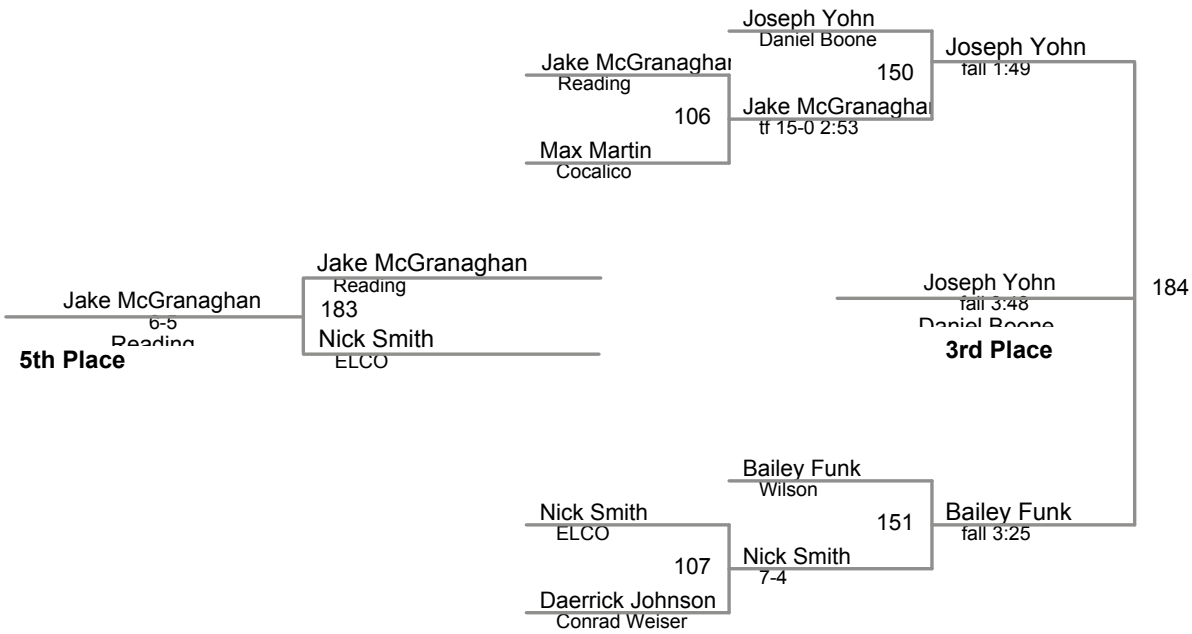 Joseph Yohn
Daniel Boone
Jake McGranaghan
Reading
106
Max Martin
Cocalico
150
Jake McGranaghan
tf 15-0 2:53
Joseph Yohn
fall 1:49
Jake McGranaghan
Reading
183
Nick Smith
ELCO
Jake McGranaghan
6-5
Reading
5th Place
Joseph Yohn
fall 3:48
Daniel Boone
3rd Place
184
Bailey Funk
Wilson
Nick Smith
ELCO
107
Daerrick Johnson
Conrad Weiser
151
Nick Smith
7-4
Bailey Funk
fall 3:25